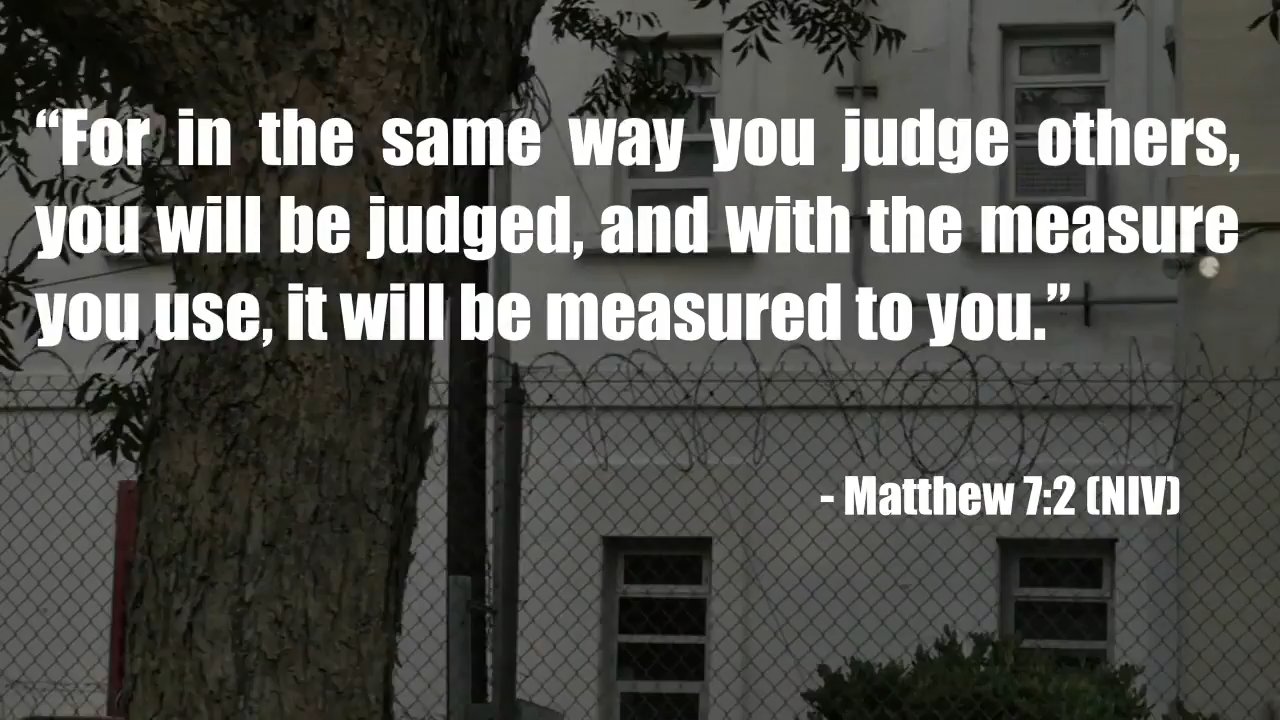 “For in the same way you judge others,
you will be judged, and with the measure
you use, it will be measured to you.”
- Matthew 7:2 (NIV)